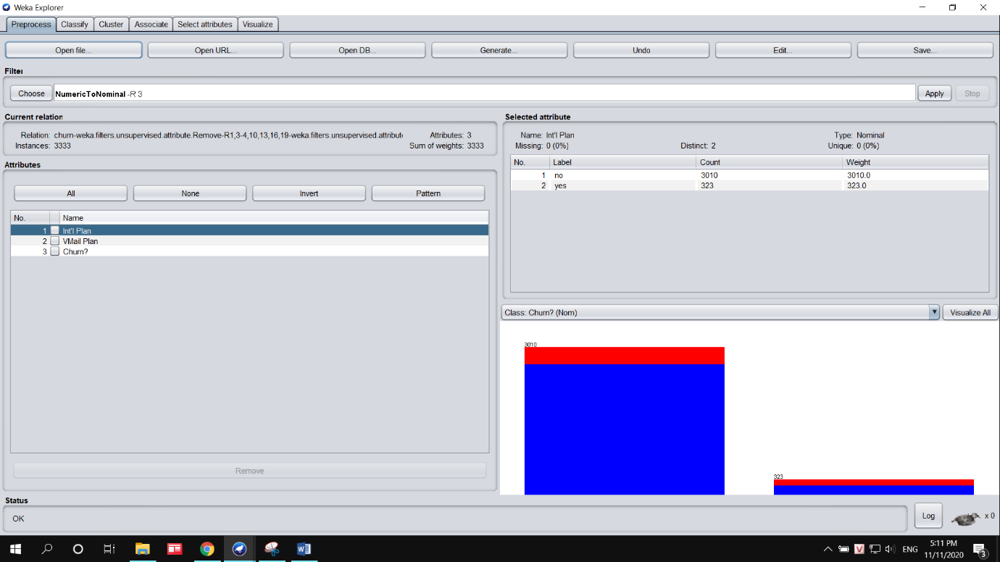 Weka Explorer
Preprocess Classify Cluster Associate Select attributes Visualize
Open file... Open URL... Open DB... Generate... Undo Edit... Save...
Filter
Choose NumericToNominal -R 3 Apply Stop
Current relation
Relation: churn-weka.filters.unsupervised.attribute.Remove-R1,3-4,10,13,16,19-weka.filters.unsupervised.attribute Attributes: 3
Instances: 3333 Sum of weights: 3333
Attributes
All None Invert Pattern
No. Name
1 Int'l Plan
2 VMail Plan
3 Churn?
Remove
Selected attribute
Name: Int'l Plan Type: Nominal
Missing: 0 (0%) Distinct: 2 Unique: 0 (0%)
No. Label Count Weight
1 no 3010 3010.0
2 yes 323 323.0
Class: Churn? (Nom) Visualize All
3010
323
Status
OK
Log x 0
ENG
5:11 PM
11/11/2020
3